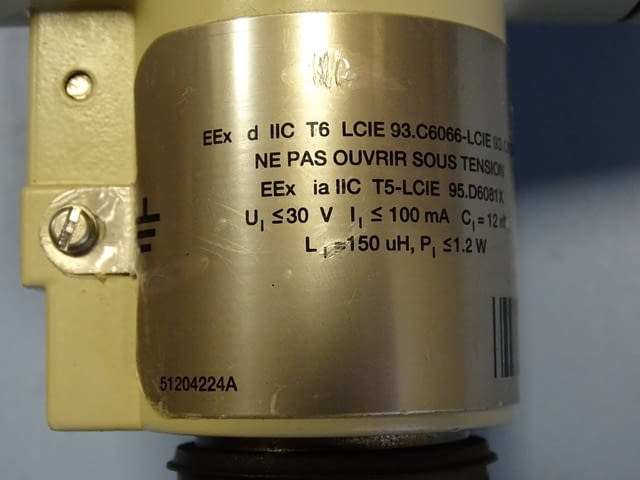 EEx d IIC T6 LCIE 93.C6066-LCIE 93.
NE PAS OUVRIR SOUS TENSION
EEx ia IIC T5-LCIE 95.D6081X
UI ≤30 V II ≤ 100 mA CI = 12
LI =150 uH, PI ≤1.2 W
51204224A